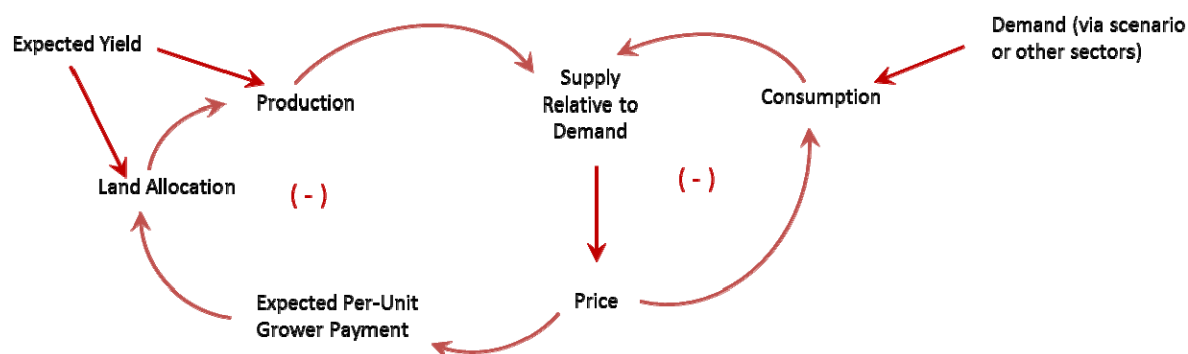 Expected Yield
Demand (via scenario
or other sectors)
Production
Supply
Relative to
Demand
Consumption
Land Allocation
( - )
( - )
Expected Per-Unit
Grower Payment
Price